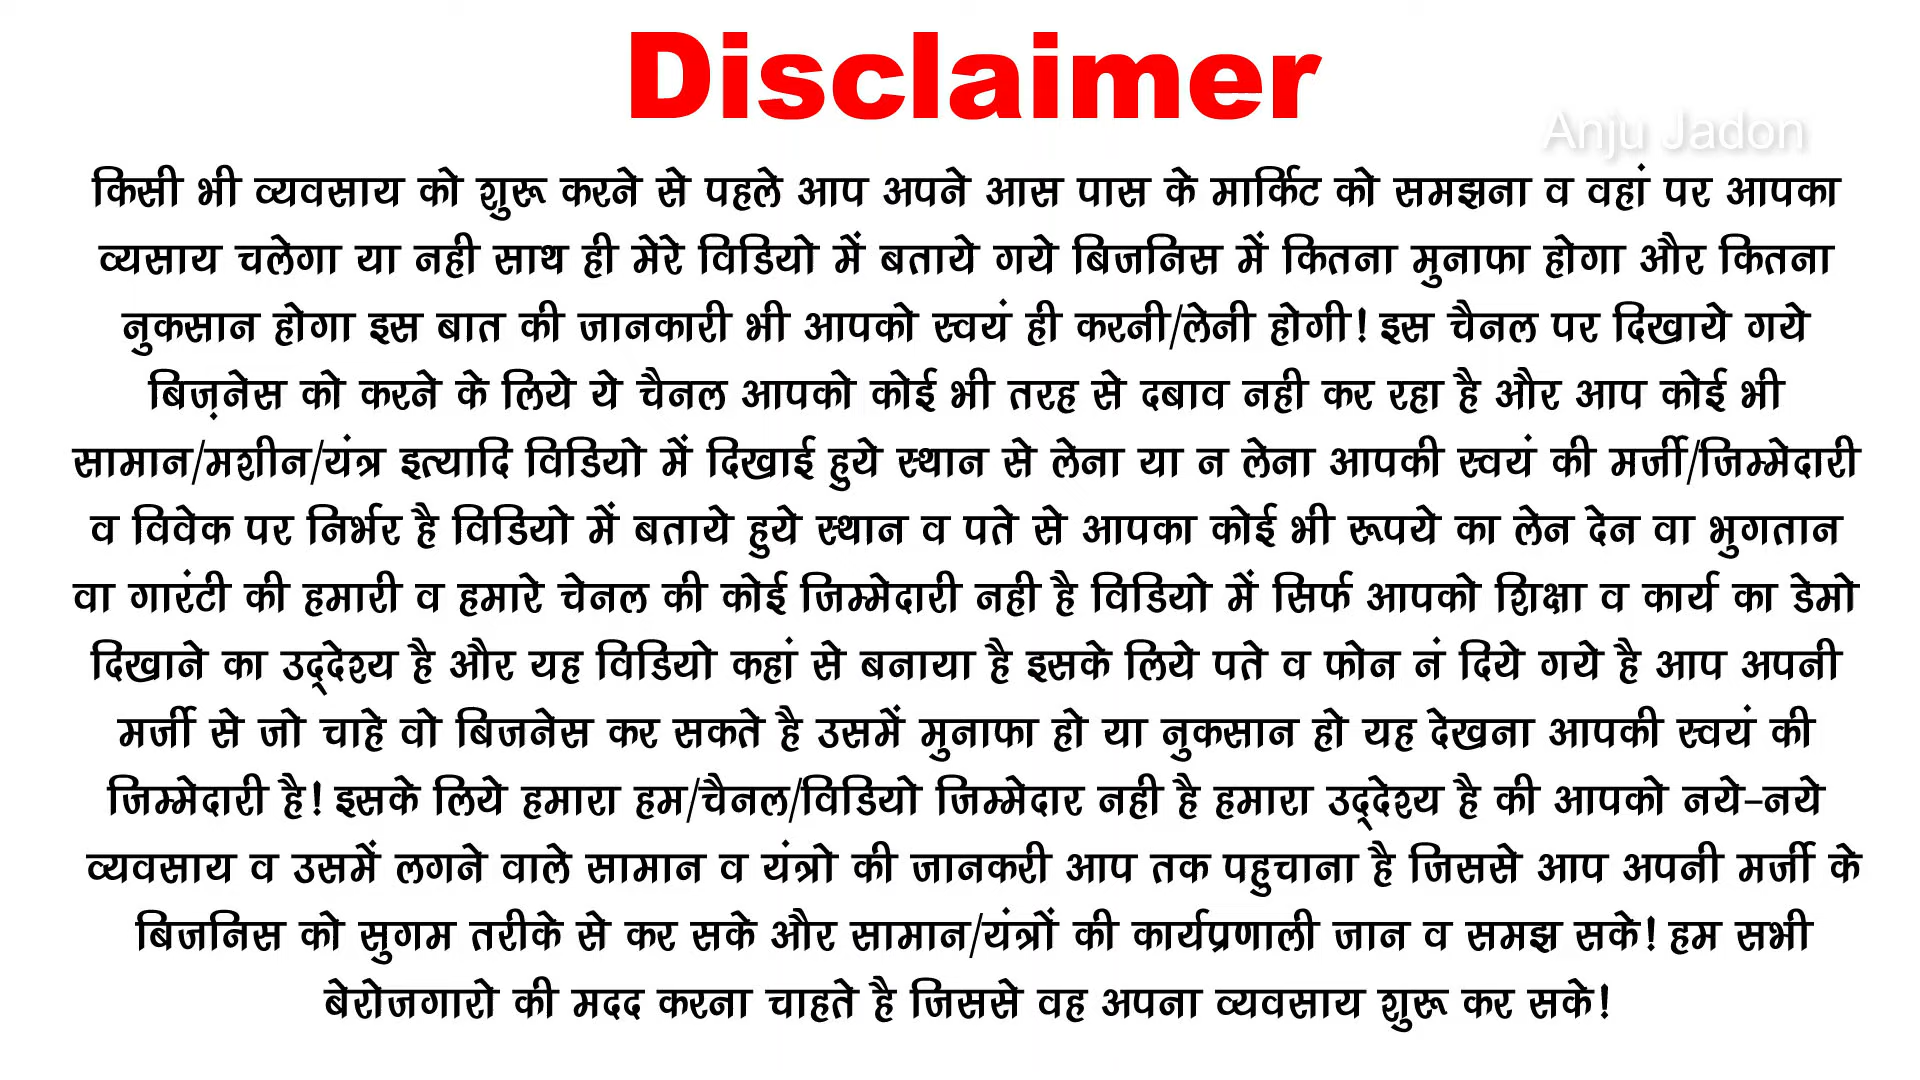 Disclaimer
Anju Jadon
किसी भी व्यवसाय को शुरू करने से पहले आप अपने आस पास के मार्किट को समझना व वहां पर आपका
व्यसाय चलेगा या नही साथ ही मेरे विडियो में बताये गये बिजनिस में कितना मुनाफा होगा और कितना
नुकसान होगा इस बात की जानकारी भी आपको स्वयं ही करनी/लेनी होगी! इस चैनल पर दिखाये गये
बिज़नेस को करने के लिये ये चैनल आपको कोई भी तरह से दबाव नही कर रहा है और आप कोई भी
सामान/मशीन/यंत्र इत्यादि विडियो में दिखाई हुये स्थान से लेना या न लेना आपकी स्वयं की मर्जी/जिम्मेदारी
व विवेक पर निर्भर है विडियो में बताये हुये स्थान व पते से आपका कोई भी रूपये का लेन देन वा भुगतान
वा गारंटी की हमारी व हमारे चेनल की कोई जिम्मेदारी नही है विडियो में सिर्फ आपको शिक्षा व कार्य का डेमो
दिखाने का उद्देश्य है और यह विडियो कहां से बनाया है इसके लिये पते व फोन नं दिये गये है आप अपनी
मर्जी से जो चाहे वो बिजनेस कर सकते है उसमें मुनाफा हो या नुकसान हो यह देखना आपकी स्वयं की
जिम्मेदारी है! इसके लिये हमारा हम/चैनल/विडियो जिम्मेदार नही है हमारा उद्देश्य है की आपको नये-नये
व्यवसाय व उसमें लगने वाले सामान व यंत्रो की जानकरी आप तक पहुचाना है जिससे आप अपनी मर्जी के
बिजनिस को सुगम तरीके से कर सके और सामान/यंत्रों की कार्यप्रणाली जान व समझ सके! हम सभी
बेरोजगारो की मदद करना चाहते है जिससे वह अपना व्यवसाय शुरू कर सके!